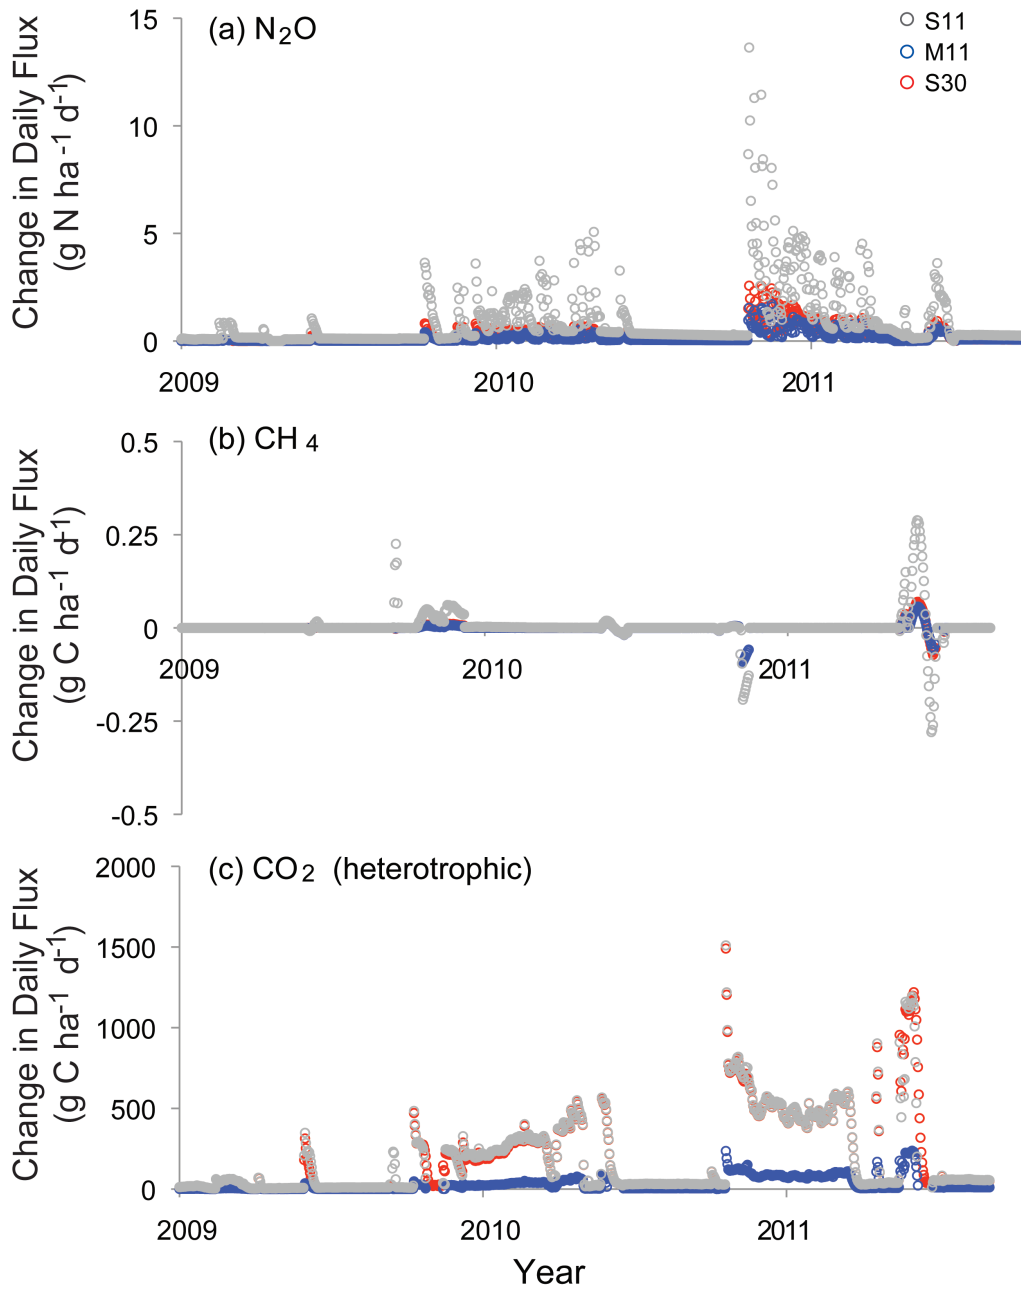 (a) N2O
S11
M11
S30
Change in Daily Flux
(g N ha-1 d-1)
15
10
5
0
2009
2010
2011
(b) CH4
Change in Daily Flux
(g C ha-1 d-1)
0.5
0.25
0
-0.25
-0.5
2009
2010
2011
(c) CO2 (heterotrophic)
Change in Daily Flux
(g C ha-1 d-1)
2000
1500
1000
500
0
2009
2010
2011
Year